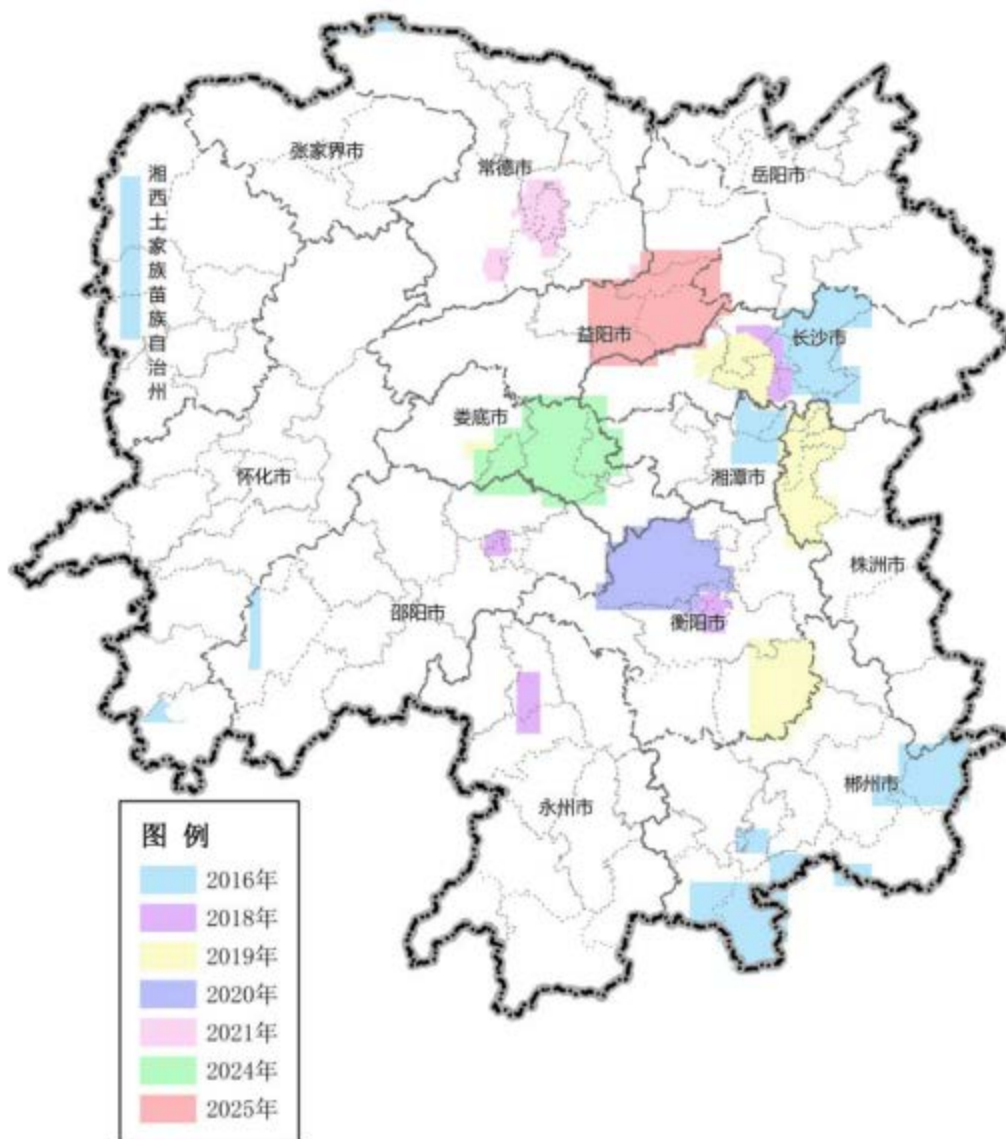 张家界市
常德市
岳阳市
湘西土家族苗族自治州
益阳市
长沙市
娄底市
怀化市
湘潭市
株洲市
邵阳市
衡阳市
永州市
郴州市
图 例
2016年
2018年
2019年
2020年
2021年
2024年
2025年